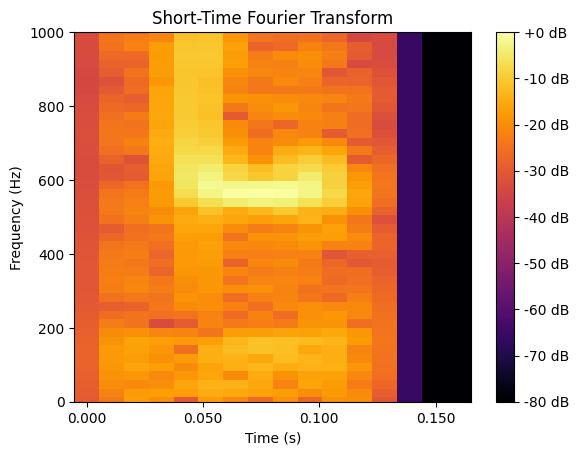 Short-Time Fourier Transform
1000
800
600
400
200
0
Frequency (Hz)
0.000
0.050
0.100
0.150
Time (s)
+0 dB
-10 dB
-20 dB
-30 dB
-40 dB
-50 dB
-60 dB
-70 dB
-80 dB